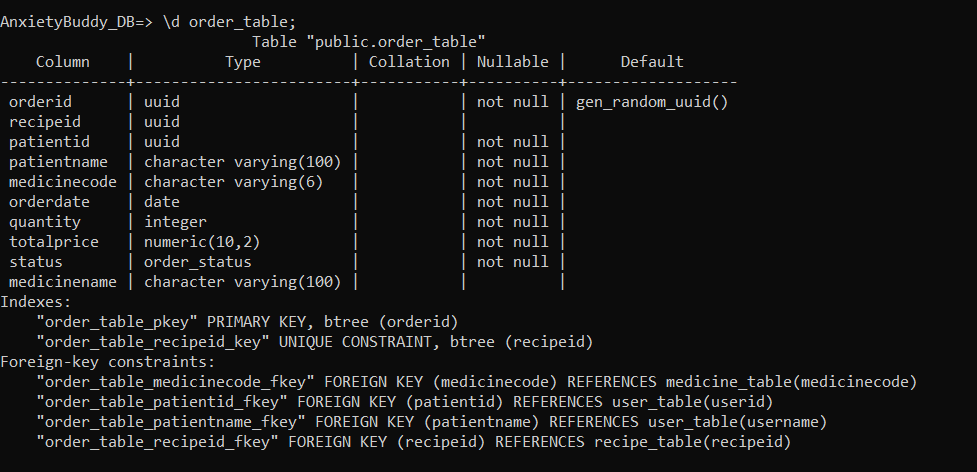 AnxietyBuddy_DB=> \d order_table;
                         Table "public.order_table"
    Column    |          Type          | Collation | Nullable |      Default
--------------+------------------------+-----------+----------+-------------------
 orderid      | uuid                   |           | not null | gen_random_uuid()
 recipeid     | uuid                   |           |          |
 patientid    | uuid                   |           | not null |
 patientname  | character varying(100) |           | not null |
 medicinecode | character varying(6)   |           | not null |
 orderdate    | date                   |           | not null |
 quantity     | integer                |           | not null |
 totalprice   | numeric(10,2)          |           | not null |
 status       | order_status           |           | not null |
 medicinename | character varying(100) |           |          |
Indexes:
    "order_table_pkey" PRIMARY KEY, btree (orderid)
    "order_table_recipeid_key" UNIQUE CONSTRAINT, btree (recipeid)
Foreign-key constraints:
    "order_table_medicinecode_fkey" FOREIGN KEY (medicinecode) REFERENCES medicine_table(medicinecode)
    "order_table_patientid_fkey" FOREIGN KEY (patientid) REFERENCES user_table(userid)
    "order_table_patientname_fkey" FOREIGN KEY (patientname) REFERENCES user_table(username)
    "order_table_recipeid_fkey" FOREIGN KEY (recipeid) REFERENCES recipe_table(recipeid)